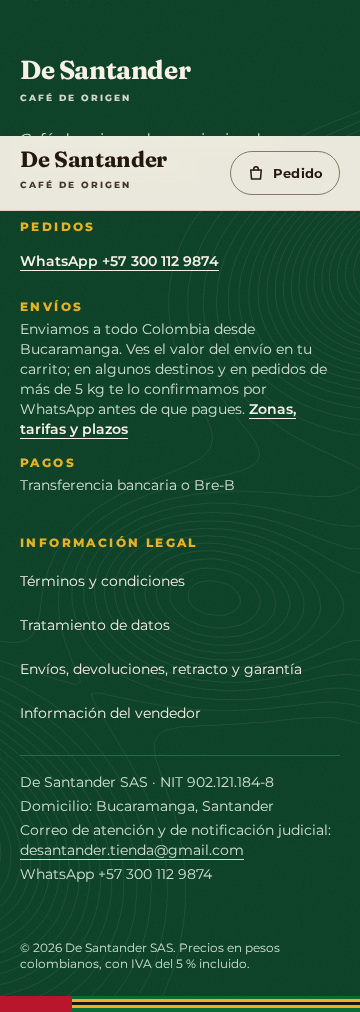 De Santander
CAFÉ DE ORIGEN
De Santander
CAFÉ DE ORIGEN
Pedido
PEDIDOS
WhatsApp +57 300 112 9874
ENVÍOS
Enviamos a todo Colombia desde
Bucaramanga. Ves el valor del envío en tu
carrito; en algunos destinos y en pedidos de
más de 5 kg te lo confirmamos por
WhatsApp antes de que pagues. Zonas,
tarifas y plazos
PAGOS
Transferencia bancaria o Bre-B
INFORMACIÓN LEGAL
Términos y condiciones
Tratamiento de datos
Envíos, devoluciones, retracto y garantía
Información del vendedor
De Santander SAS · NIT 902.121.184-8
Domicilio: Bucaramanga, Santander
Correo de atención y de notificación judicial:
desantander.tienda@gmail.com
WhatsApp +57 300 112 9874
© 2026 De Santander SAS. Precios en pesos
colombianos, con IVA del 5 % incluido.